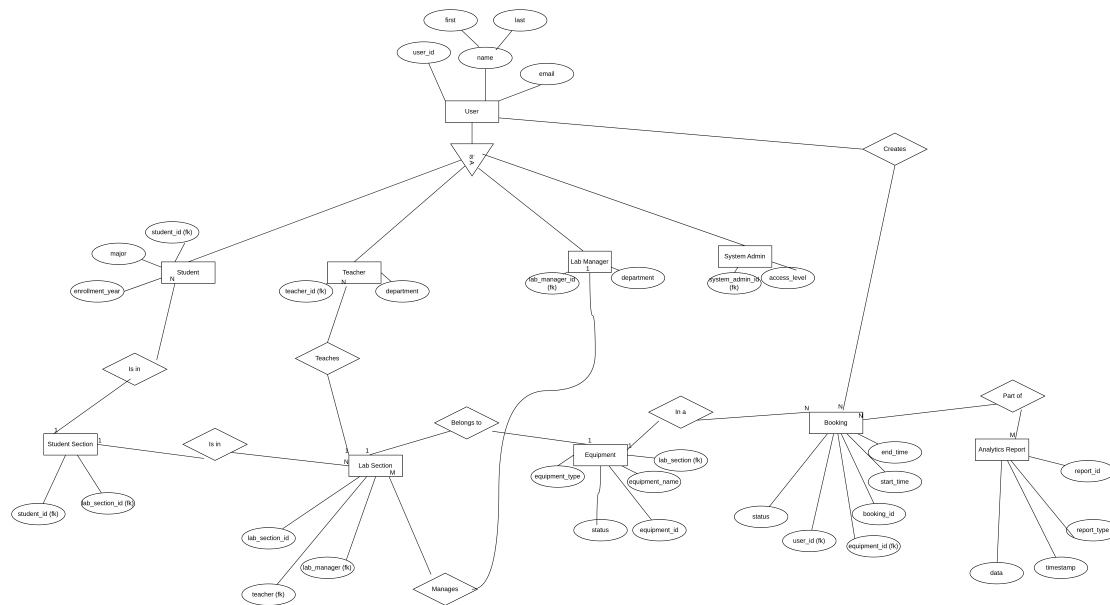 first
last
user_id
name
email
User
Creates
IS A
student_id (fk)
major
Student
N
enrollment_year
Teacher
N
teacher_id (fk)
department
Lab Manager
1
lab_manager_id
(fk)
department
System Admin
system_admin_id
(fk)
access_level
Is in
Teaches
Part of
In a
N
N
N
Booking
Belongs to
1
Student Section
1
Is in
1
1
N
Lab Section
M
1
1
Equipment
lab_section (fk)
equipment_type
equipment_name
M
Analytics Report
end_time
report_id
start_time
student_id (fk)
lab_section_id (fk)
status
equipment_id
status
booking_id
user_id (fk)
equipment_id (fk)
report_type
lab_section_id
lab_manager (fk)
teacher (fk)
Manages
data
timestamp